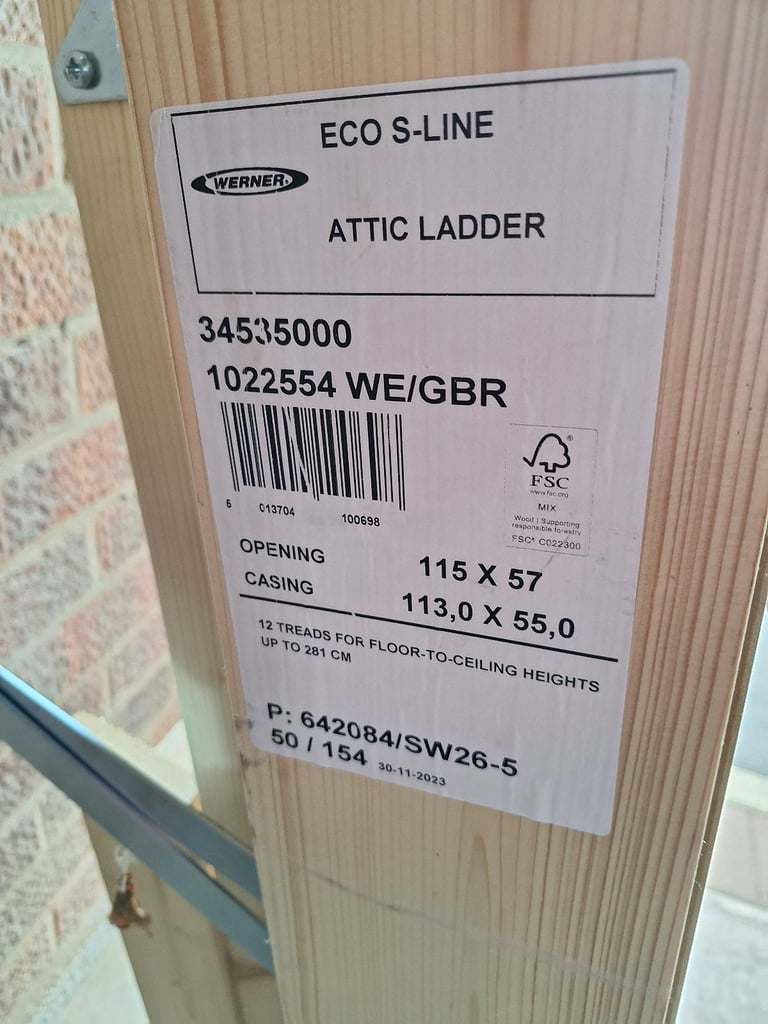 ECO S-LINE
WERNER
ATTIC LADDER
34535000
1022554 WE/GBR
5 013704 100698
FSC®
www.fsc.org
MIX
Wood | Supporting
responsible forestry
FSC® C022300
OPENING 115 X 57
CASING 113,0 X 55,0
12 TREADS FOR FLOOR-TO-CEILING HEIGHTS
UP TO 281 CM
P: 642084/SW26-5
50 / 154 30-11-2023